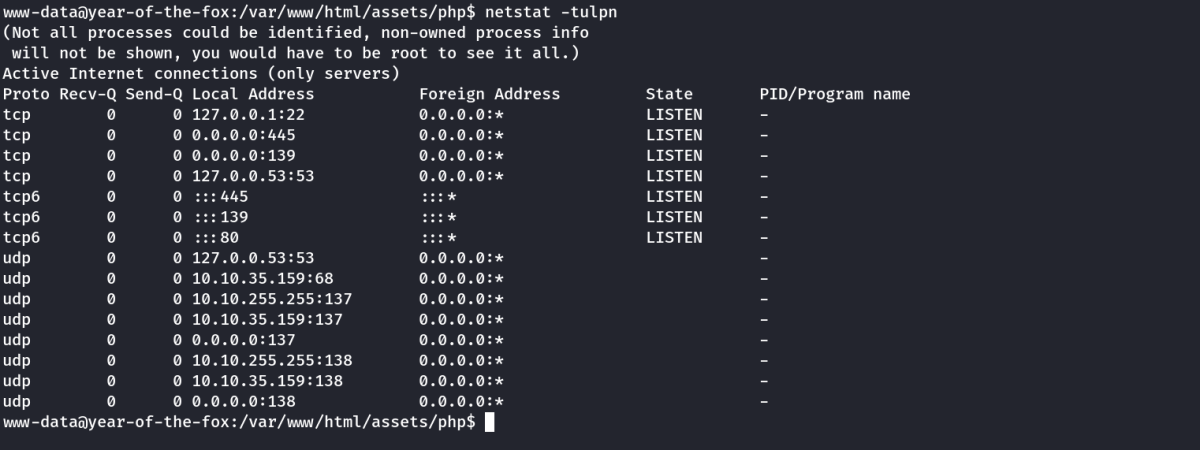 www-data@year-of-the-fox:/var/www/html/assets/php$ netstat -tulpn
(Not all processes could be identified, non-owned process info
 will not be shown, you would have to be root to see it all.)
Active Internet connections (only servers)
Proto Recv-Q Send-Q Local Address           Foreign Address         State       PID/Program name
tcp        0      0 127.0.0.1:22            0.0.0.0:*               LISTEN      -
tcp        0      0 0.0.0.0:445             0.0.0.0:*               LISTEN      -
tcp        0      0 0.0.0.0:139             0.0.0.0:*               LISTEN      -
tcp        0      0 127.0.0.53:53           0.0.0.0:*               LISTEN      -
tcp6       0      0 :::445                  :::*                    LISTEN      -
tcp6       0      0 :::139                  :::*                    LISTEN      -
tcp6       0      0 :::80                   :::*                    LISTEN      -
udp        0      0 127.0.0.53:53           0.0.0.0:*                           -
udp        0      0 10.10.35.159:68         0.0.0.0:*                           -
udp        0      0 10.10.255.255:137       0.0.0.0:*                           -
udp        0      0 10.10.35.159:137        0.0.0.0:*                           -
udp        0      0 0.0.0.0:137             0.0.0.0:*                           -
udp        0      0 10.10.255.255:138       0.0.0.0:*                           -
udp        0      0 10.10.35.159:138        0.0.0.0:*                           -
udp        0      0 0.0.0.0:138             0.0.0.0:*                           -
www-data@year-of-the-fox:/var/www/html/assets/php$